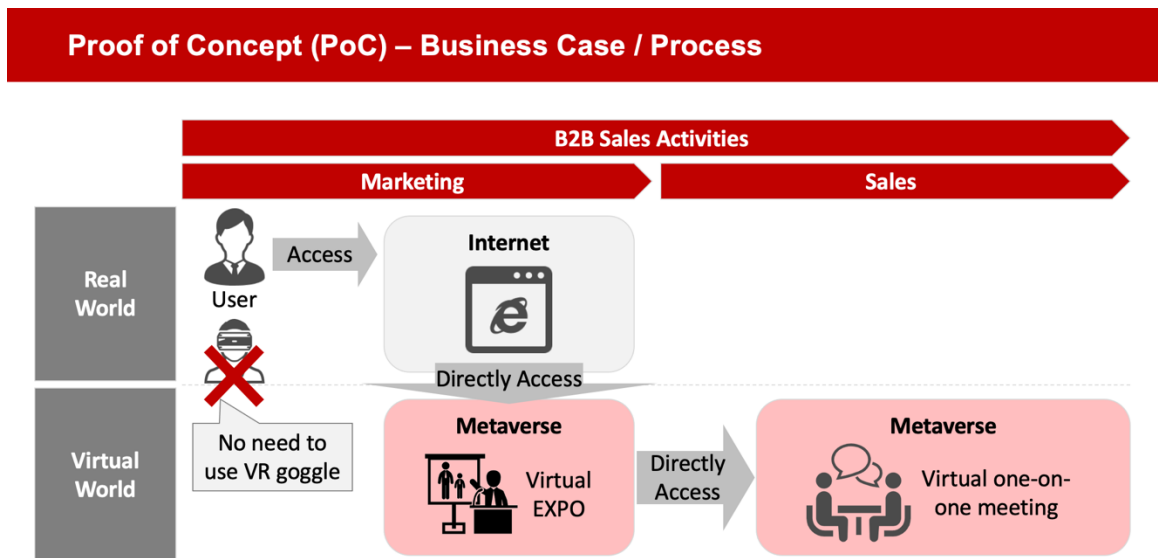 Proof of Concept (PoC) – Business Case / Process
B2B Sales Activities
Marketing
Sales
Real
World
User
Access
Internet
Directly Access
Virtual
World
No need to
use VR goggle
Metaverse
Virtual
EXPO
Directly
Access
Metaverse
Virtual one-on-
one meeting